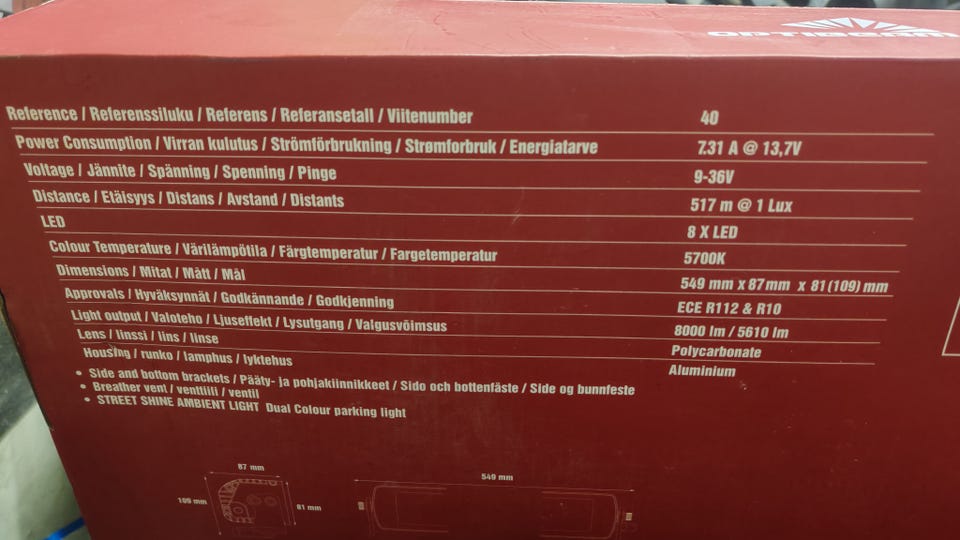 OPTIBEAM
Reference / Referenssiluku / Referens / Referansetall / Viitenumber 40
Power Consumption / Virran kulutus / Strömförbrukning / Strømforbruk / Energiatarve 7.31 A @ 13,7V
Voltage / Jännite / Spänning / Spenning / Pinge 9-36V
Distance / Etäisyys / Distans / Avstand / Distants 517 m @ 1 Lux
LED 8 X LED
Colour Temperature / Värilämpötila / Färgtemperatur / Fargetemperatur 5700K
Dimensions / Mitat / Mått / Mål 549 mm x 87mm x 81(109) mm
Approvals / Hyväksynnät / Godkännande / Godkjenning ECE R112 & R10
Light output / Valoteho / Ljuseffekt / Lysutgang / Valgusvõimsus 8000 lm / 5610 lm
Lens / linssi / lins / linse Polycarbonate
Housing / runko / lamphus / lyktehus Aluminium
• Side and bottom brackets / Pääty- ja pohjakiinnikkeet / Sido och bottenfäste / Side og bunnfeste
• Breather vent / venttiili / ventil
• STREET SHINE AMBIENT LIGHT Dual Colour parking light
87 mm
549 mm
109 mm
81 mm